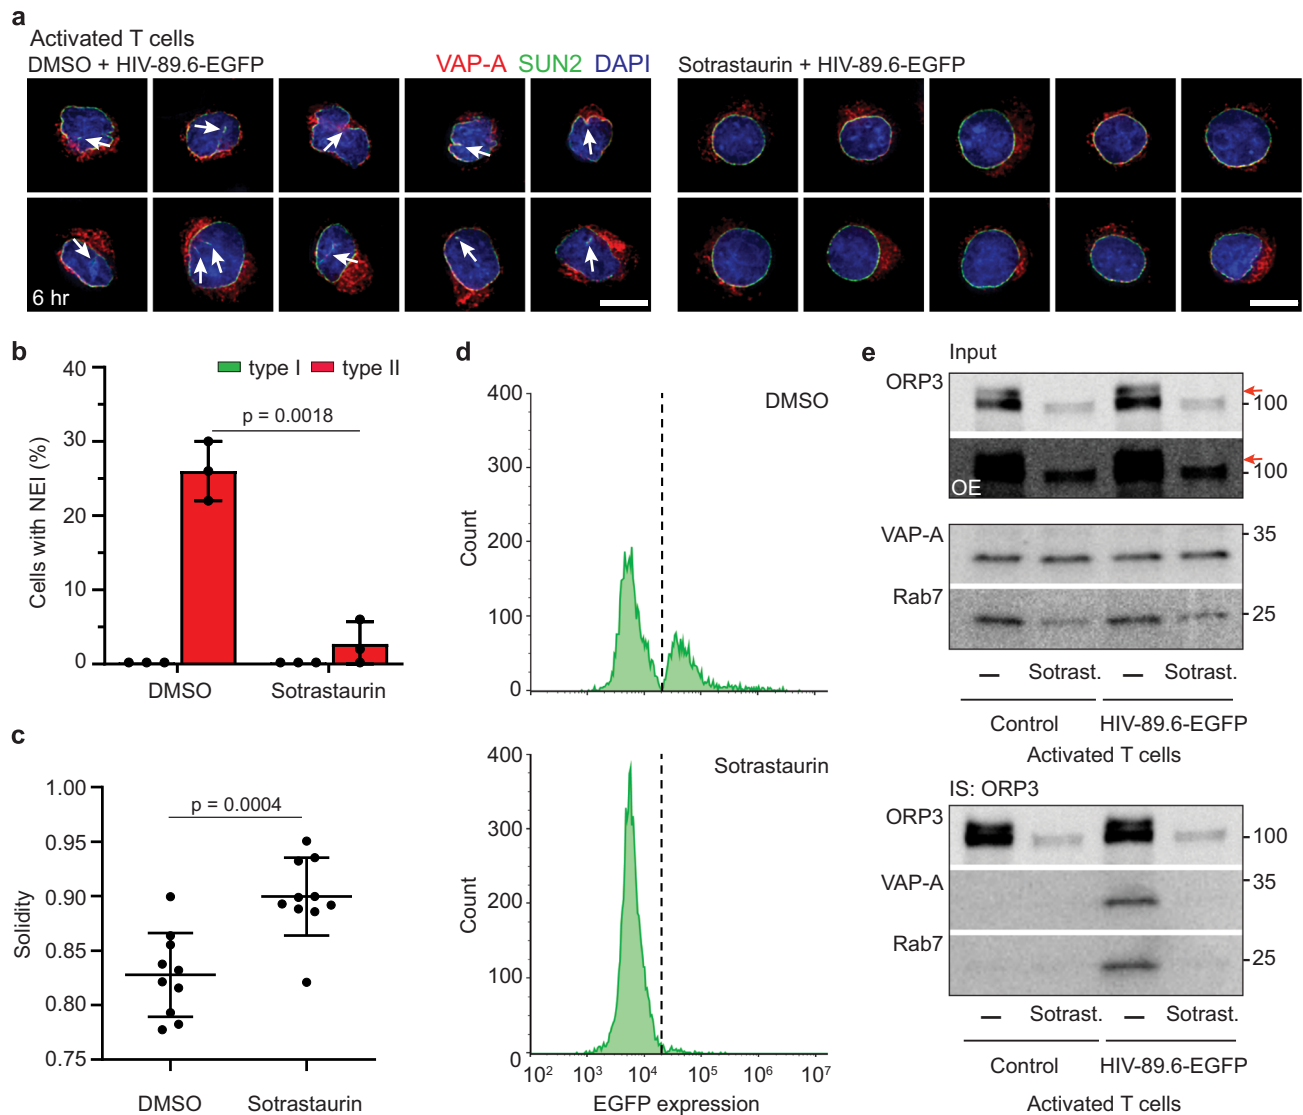 a
Activated T cells
DMSO + HIV-89.6-EGFP
VAP-A SUN2 DAPI
Sotrastaurin + HIV-89.6-EGFP
6 hr
b
type I type II
p = 0.0018
Cells with NEI (%)
40
30
20
10
0
DMSO Sotrastaurin
c
p = 0.0004
Solidity
1.00
0.95
0.90
0.85
0.80
0.75
DMSO Sotrastaurin
d
DMSO
Count
400
300
200
100
0
Sotrastaurin
Count
400
300
200
100
0
10² 10³ 10⁴ 10⁵ 10⁶ 10⁷
EGFP expression
e
Input
ORP3
100
100
OE
VAP-A
35
Rab7
25
– Sotrast. – Sotrast.
Control HIV-89.6-EGFP
Activated T cells
IS: ORP3
ORP3
100
VAP-A
35
Rab7
25
– Sotrast. – Sotrast.
Control HIV-89.6-EGFP
Activated T cells